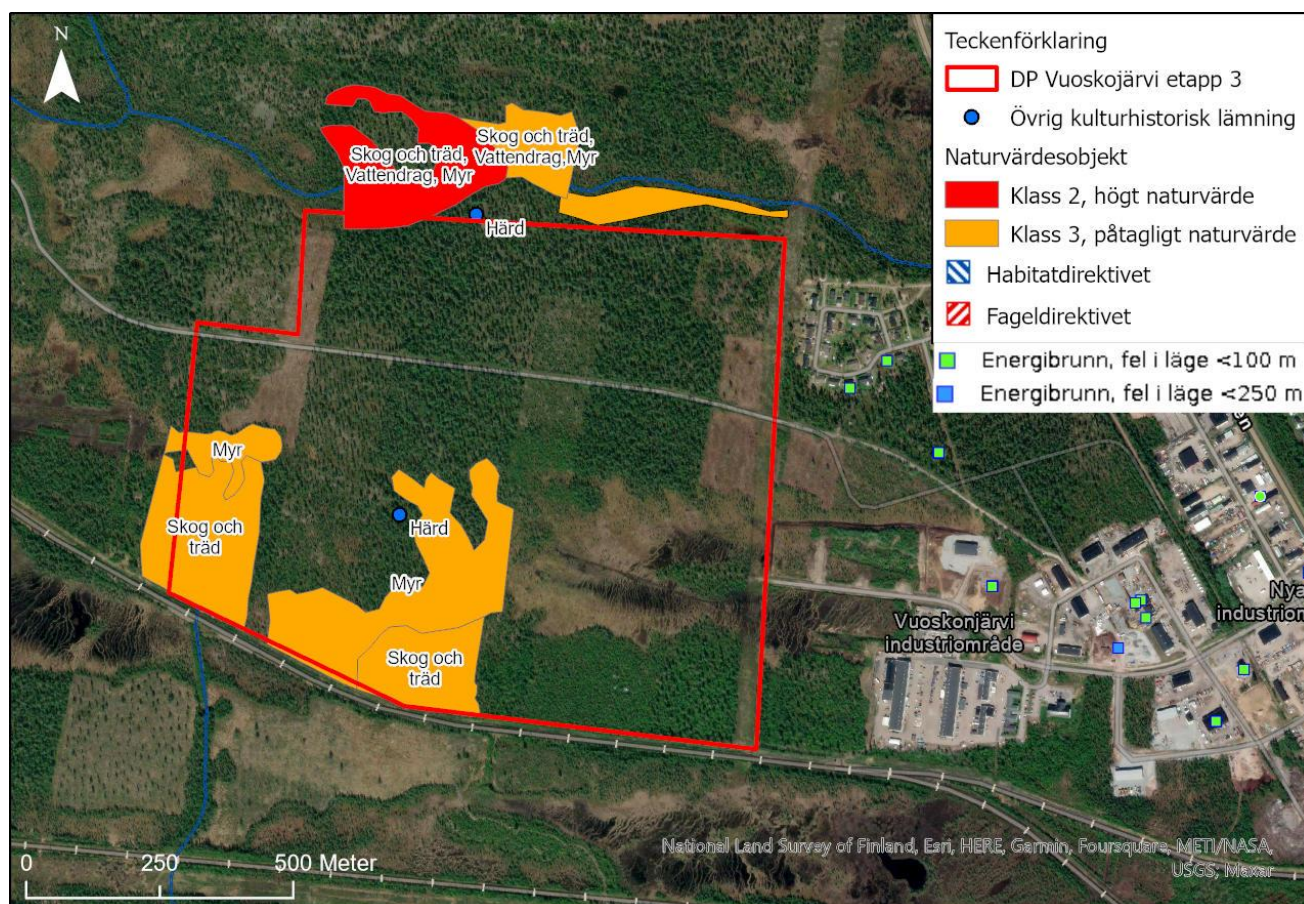 N
Teckenförklaring
DP Vuoskojärvi etapp 3
Övrig kulturhistorisk lämning
Naturvärdesobjekt
Klass 2, högt naturvärde
Klass 3, påtagligt naturvärde
Habitatdirektivet
Fageldirektivet
Energibrunn, fel i läge <100 m
Energibrunn, fel i läge <250 m
Skog och träd,
Vattendrag, Myr
Skog och träd,
Vattendrag,Myr
Härd
Myr
Skog och
träd
Härd
Myr
Skog och
träd
Vuoskonjärvi
industriområde
Nya
industriom
0 250 500 Meter
National Land Survey of Finland, Esri, HERE, Garmin, Foursquare, METI/NASA,
USGS, Maxar